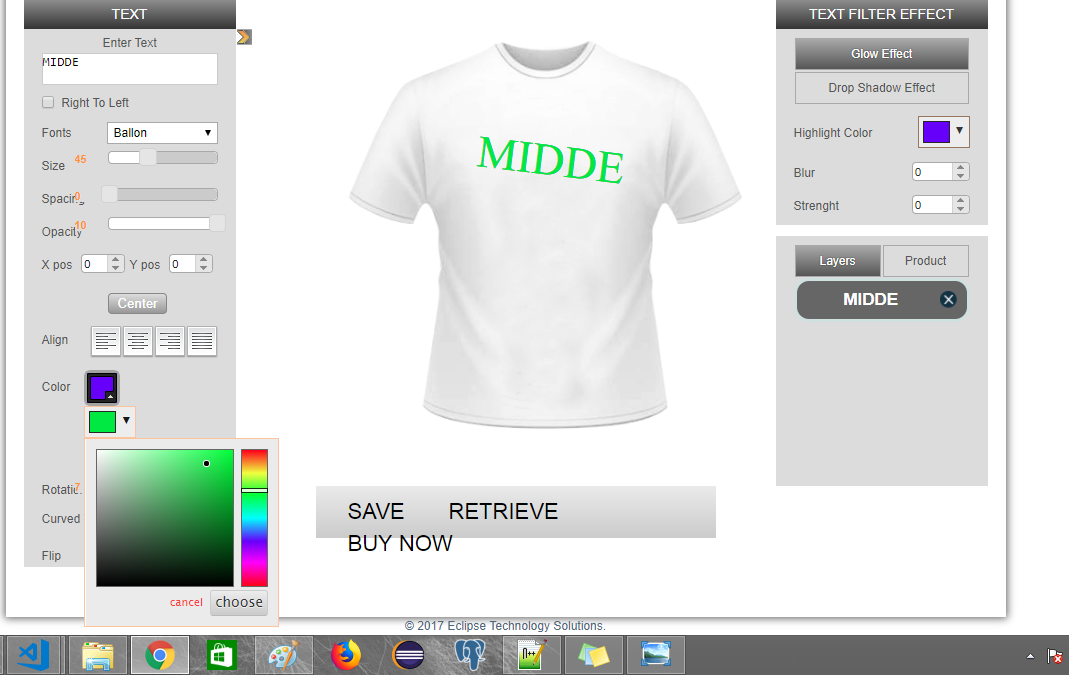 TEXT
Enter Text
MIDDE
Right To Left
Fonts Ballon
Size 45
Spacing 0
Opacity 10
X pos 0 Y pos 0
Center
Align
Color
Rotatio. 7
Curved
Flip
cancel choose
MIDDE
SAVE RETRIEVE
BUY NOW
TEXT FILTER EFFECT
Glow Effect
Drop Shadow Effect
Highlight Color
Blur 0
Strenght 0
Layers Product
MIDDE
© 2017 Eclipse Technology Solutions.
n++